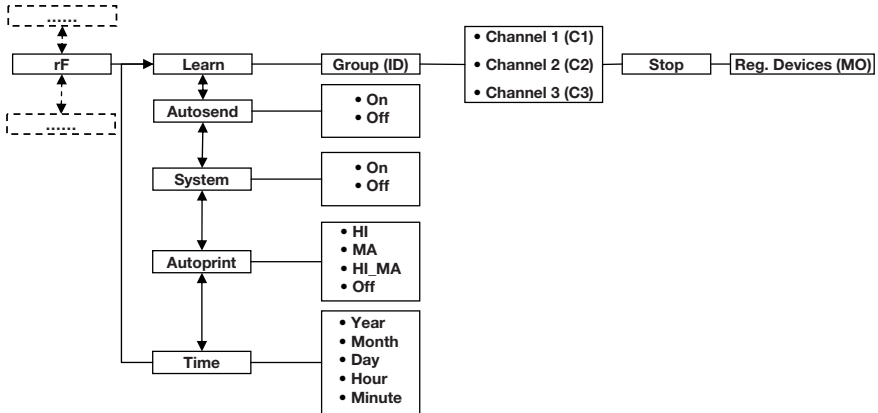 ......
rF
......
Learn
Group (ID)
• Channel 1 (C1)
• Channel 2 (C2)
• Channel 3 (C3)
Stop
Reg. Devices (MO)
Autosend
• On
• Off
System
• On
• Off
Autoprint
• HI
• MA
• HI_MA
• Off
Time
• Year
• Month
• Day
• Hour
• Minute